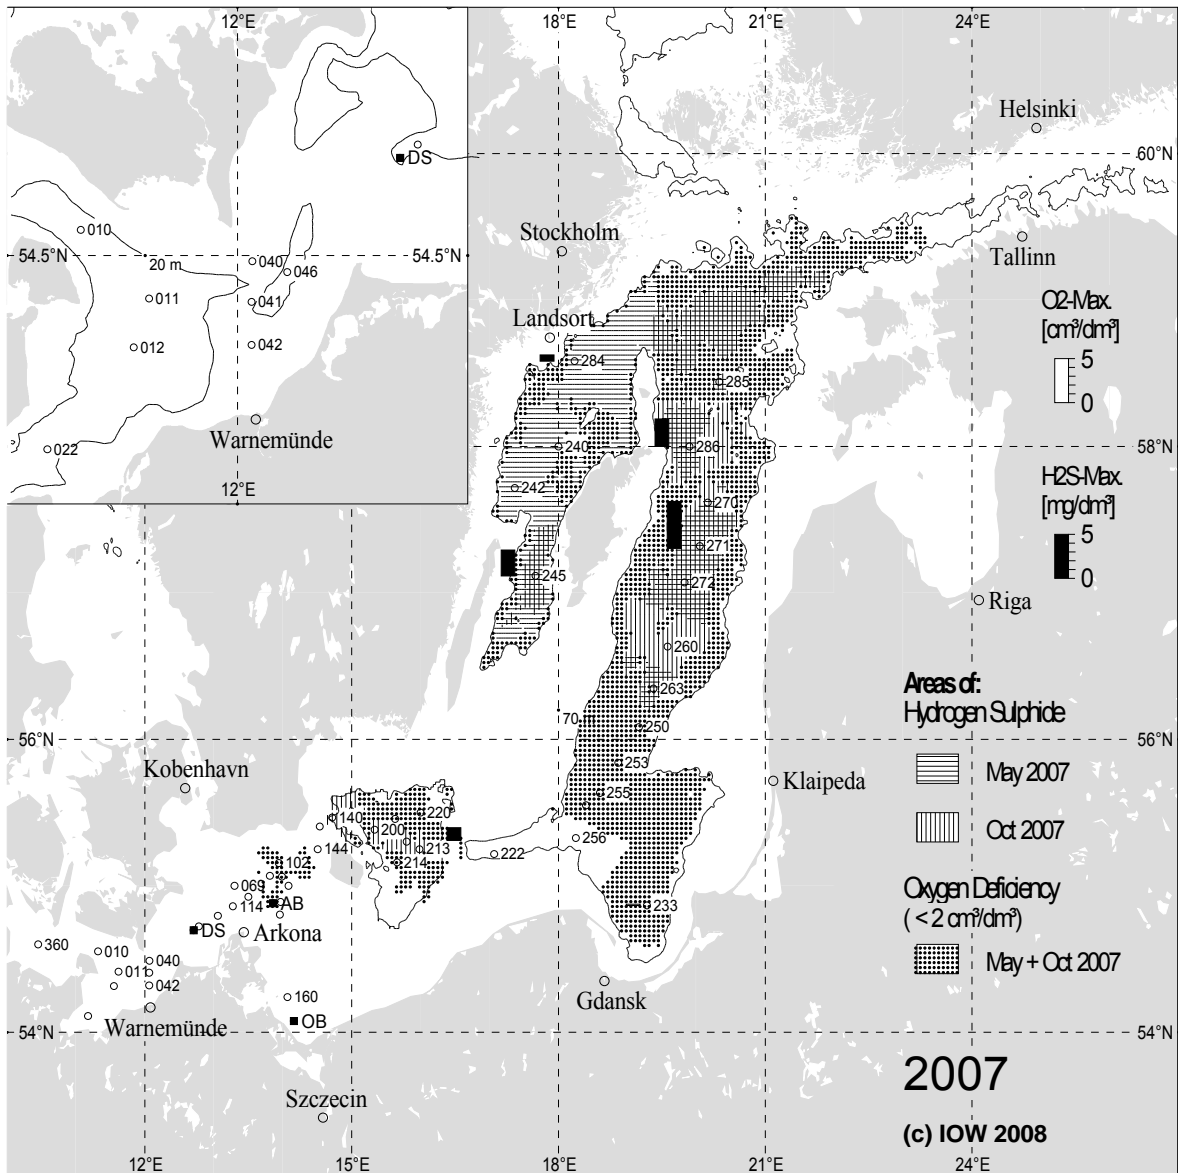 12°E
18°E
21°E
24°E
Helsinki
DS
60°N
010
Stockholm
54.5°N
20 m
040
046
54.5°N
Tallinn
011
041
O2-Max.
[cm³/dm³]
Landsort
012
042
284
5
0
285
Warnemünde
022
240
286
58°N
H2S-Max.
[mg/dm³]
12°E
242
270
5
0
271
245
272
Riga
260
263
Areas of:
Hydrogen Sulphide
70 m
250
56°N
56°N
253
Kobenhavn
Klaipeda
May 2007
255
140
220
200
Oct 2007
256
144
213
222
102
214
069
Oxygen Deficiency
( < 2 cm³/dm³)
114
AB
233
DS
Arkona
360
010
May + Oct 2007
040
011
042
160
Gdansk
Warnemünde
OB
54°N
54°N
2007
Szczecin
(c) IOW 2008
12°E
15°E
18°E
21°E
24°E